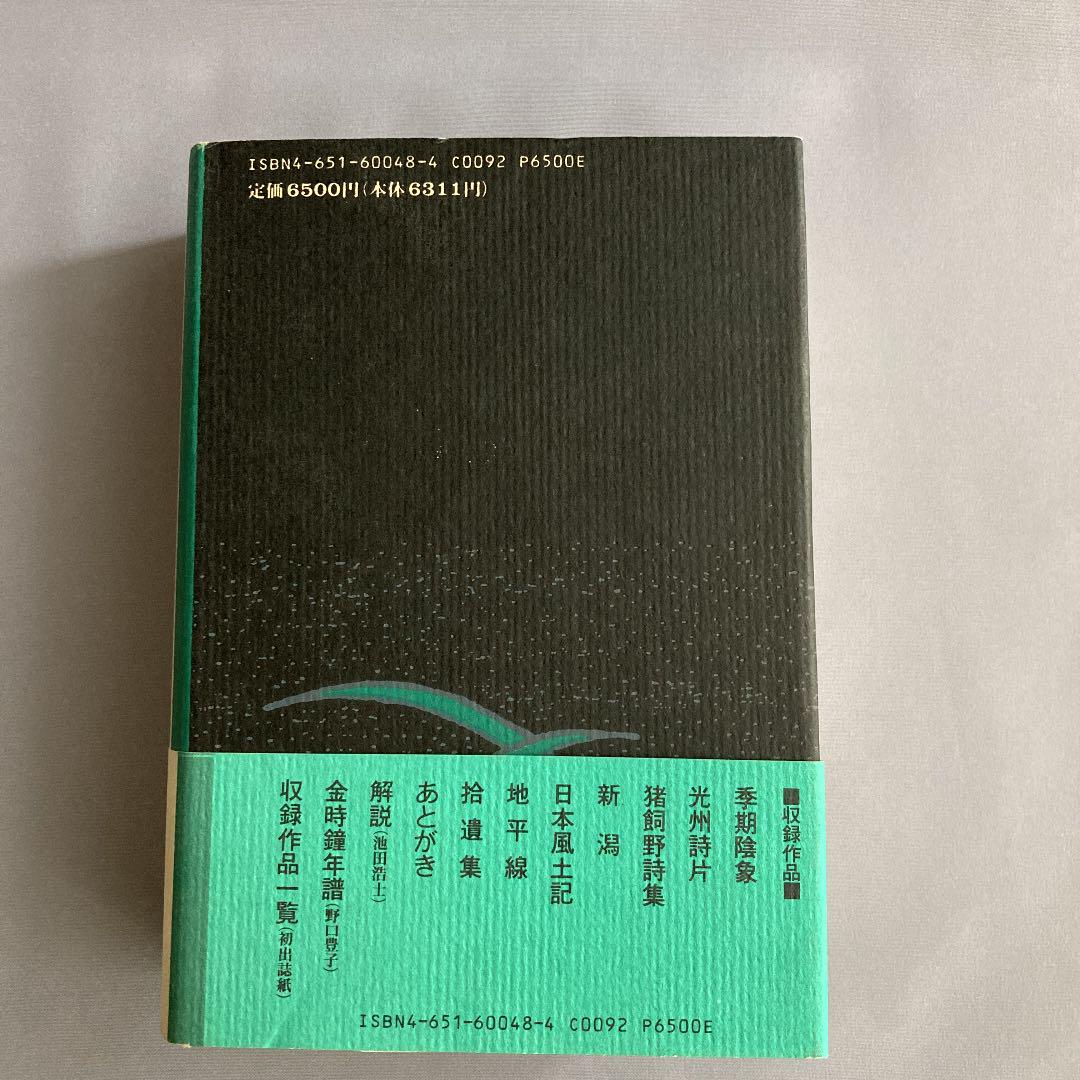 ISBN4-651-60048-4 C0092 P6500E
定価6500円(本体6311円)
■収録作品■
季期陰象
光州詩片
猪飼野詩集
新潟
日本風土記
地平線
拾遺集
あとがき
解説(池田浩士)
金時鐘年譜(野口豊子)
収録作品一覧(初出誌紙)
ISBN4-651-60048-4 C0092 P6500E